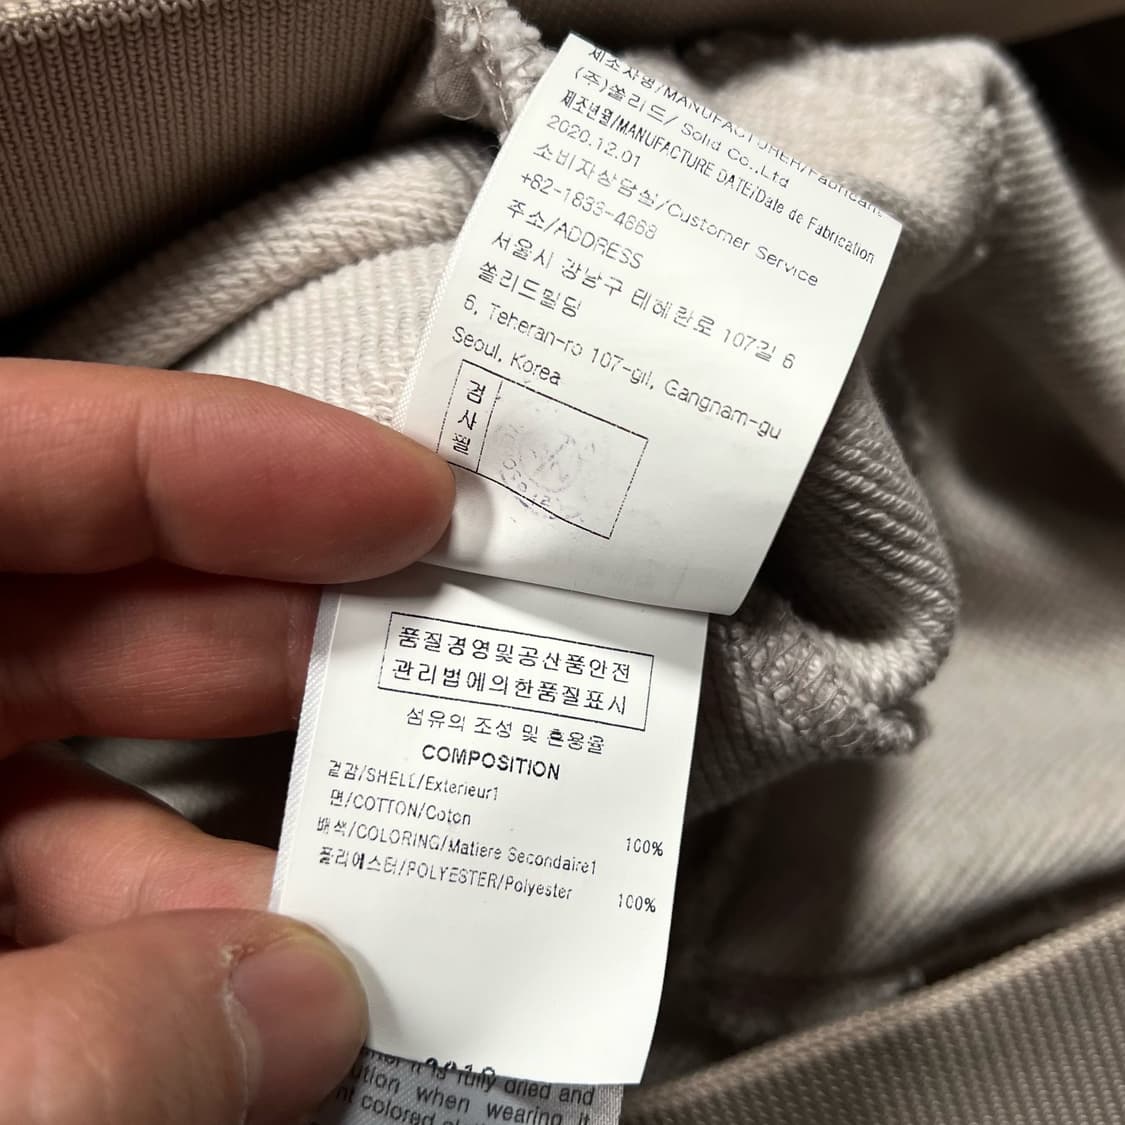 제조자명/MANUFACTURER/Fabricant
(주)쏠리드/ Solid Co.,Ltd
제조년월/MANUFACTURE DATE/Date de Fabrication
2020.12.01
소비자상담실/Customer Service
+82-1833-4668
주소/ADDRESS
서울시 강남구 테헤란로 107길 6
쏠리드빌딩
6, Teheran-ro 107-gil, Gangnam-gu
Seoul, Korea
검사필
품질경영및공산품안전
관리법에의한품질표시
섬유의 조성 및 혼용율
COMPOSITION
겉감/SHELL/Exterieur1
면/COTTON/Coton 100%
배색/COLORING/Matiere Secondaire1
폴리에스터/POLYESTER/Polyester 100%
fully dried and
when wearing it
colored